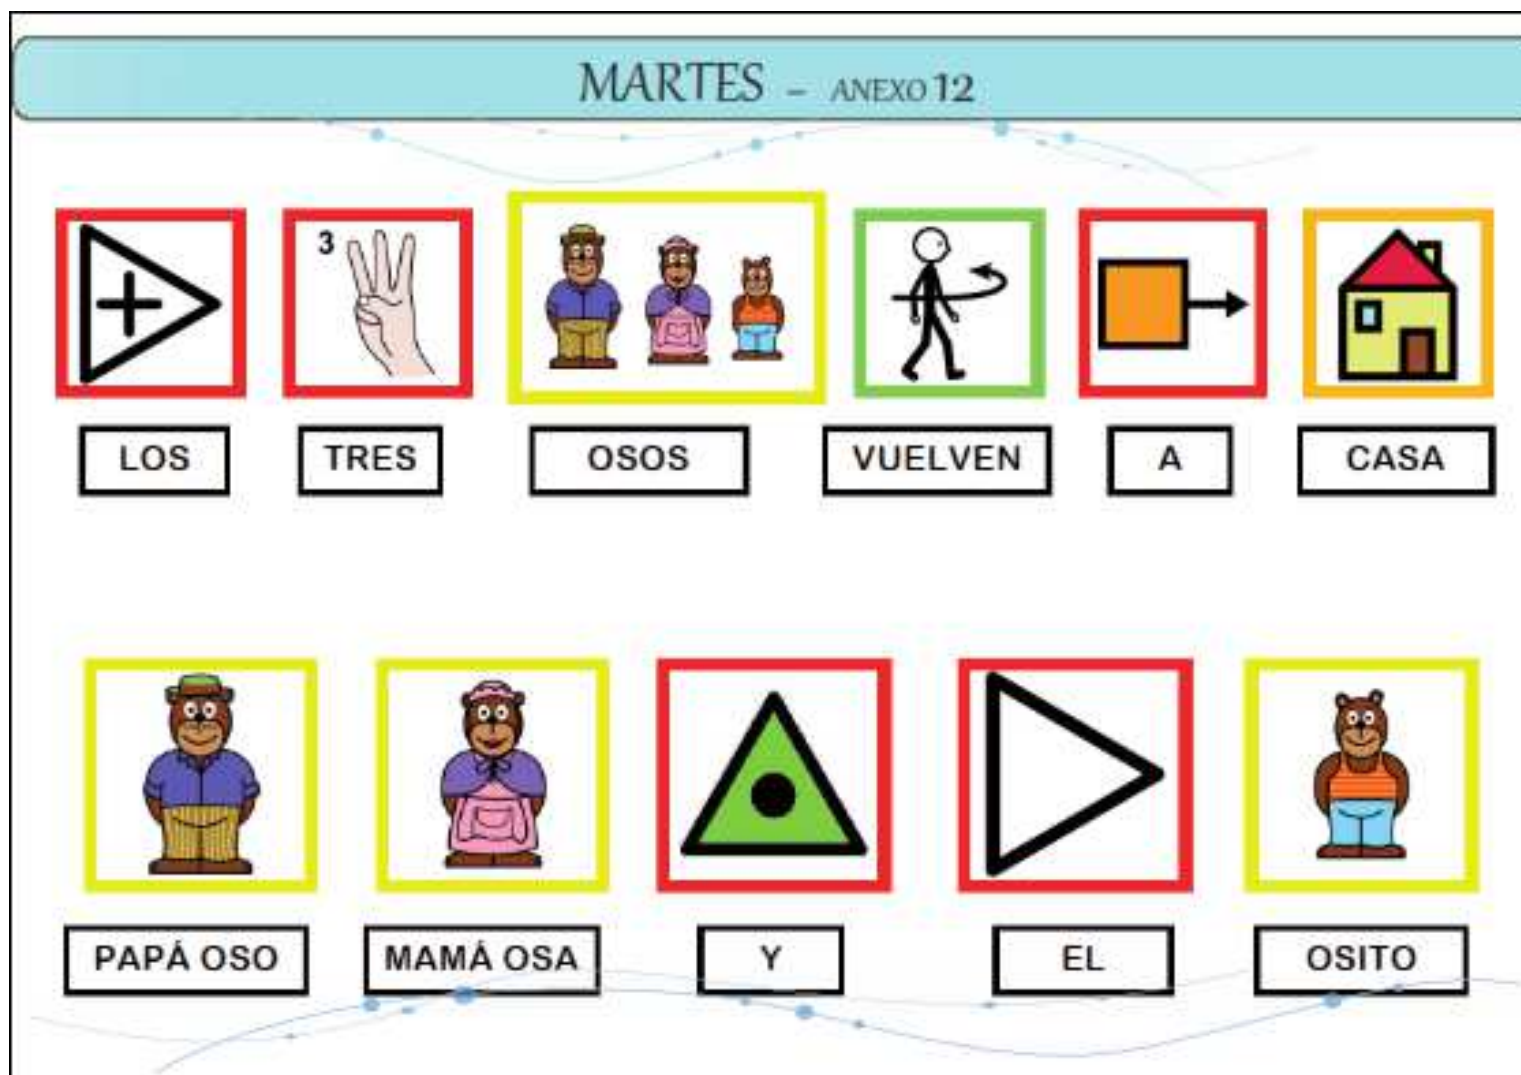 MARTES - ANEXO 12
3
LOS TRES OSOS VUELVEN A CASA
PAPÁ OSO MAMÁ OSA Y EL OSITO